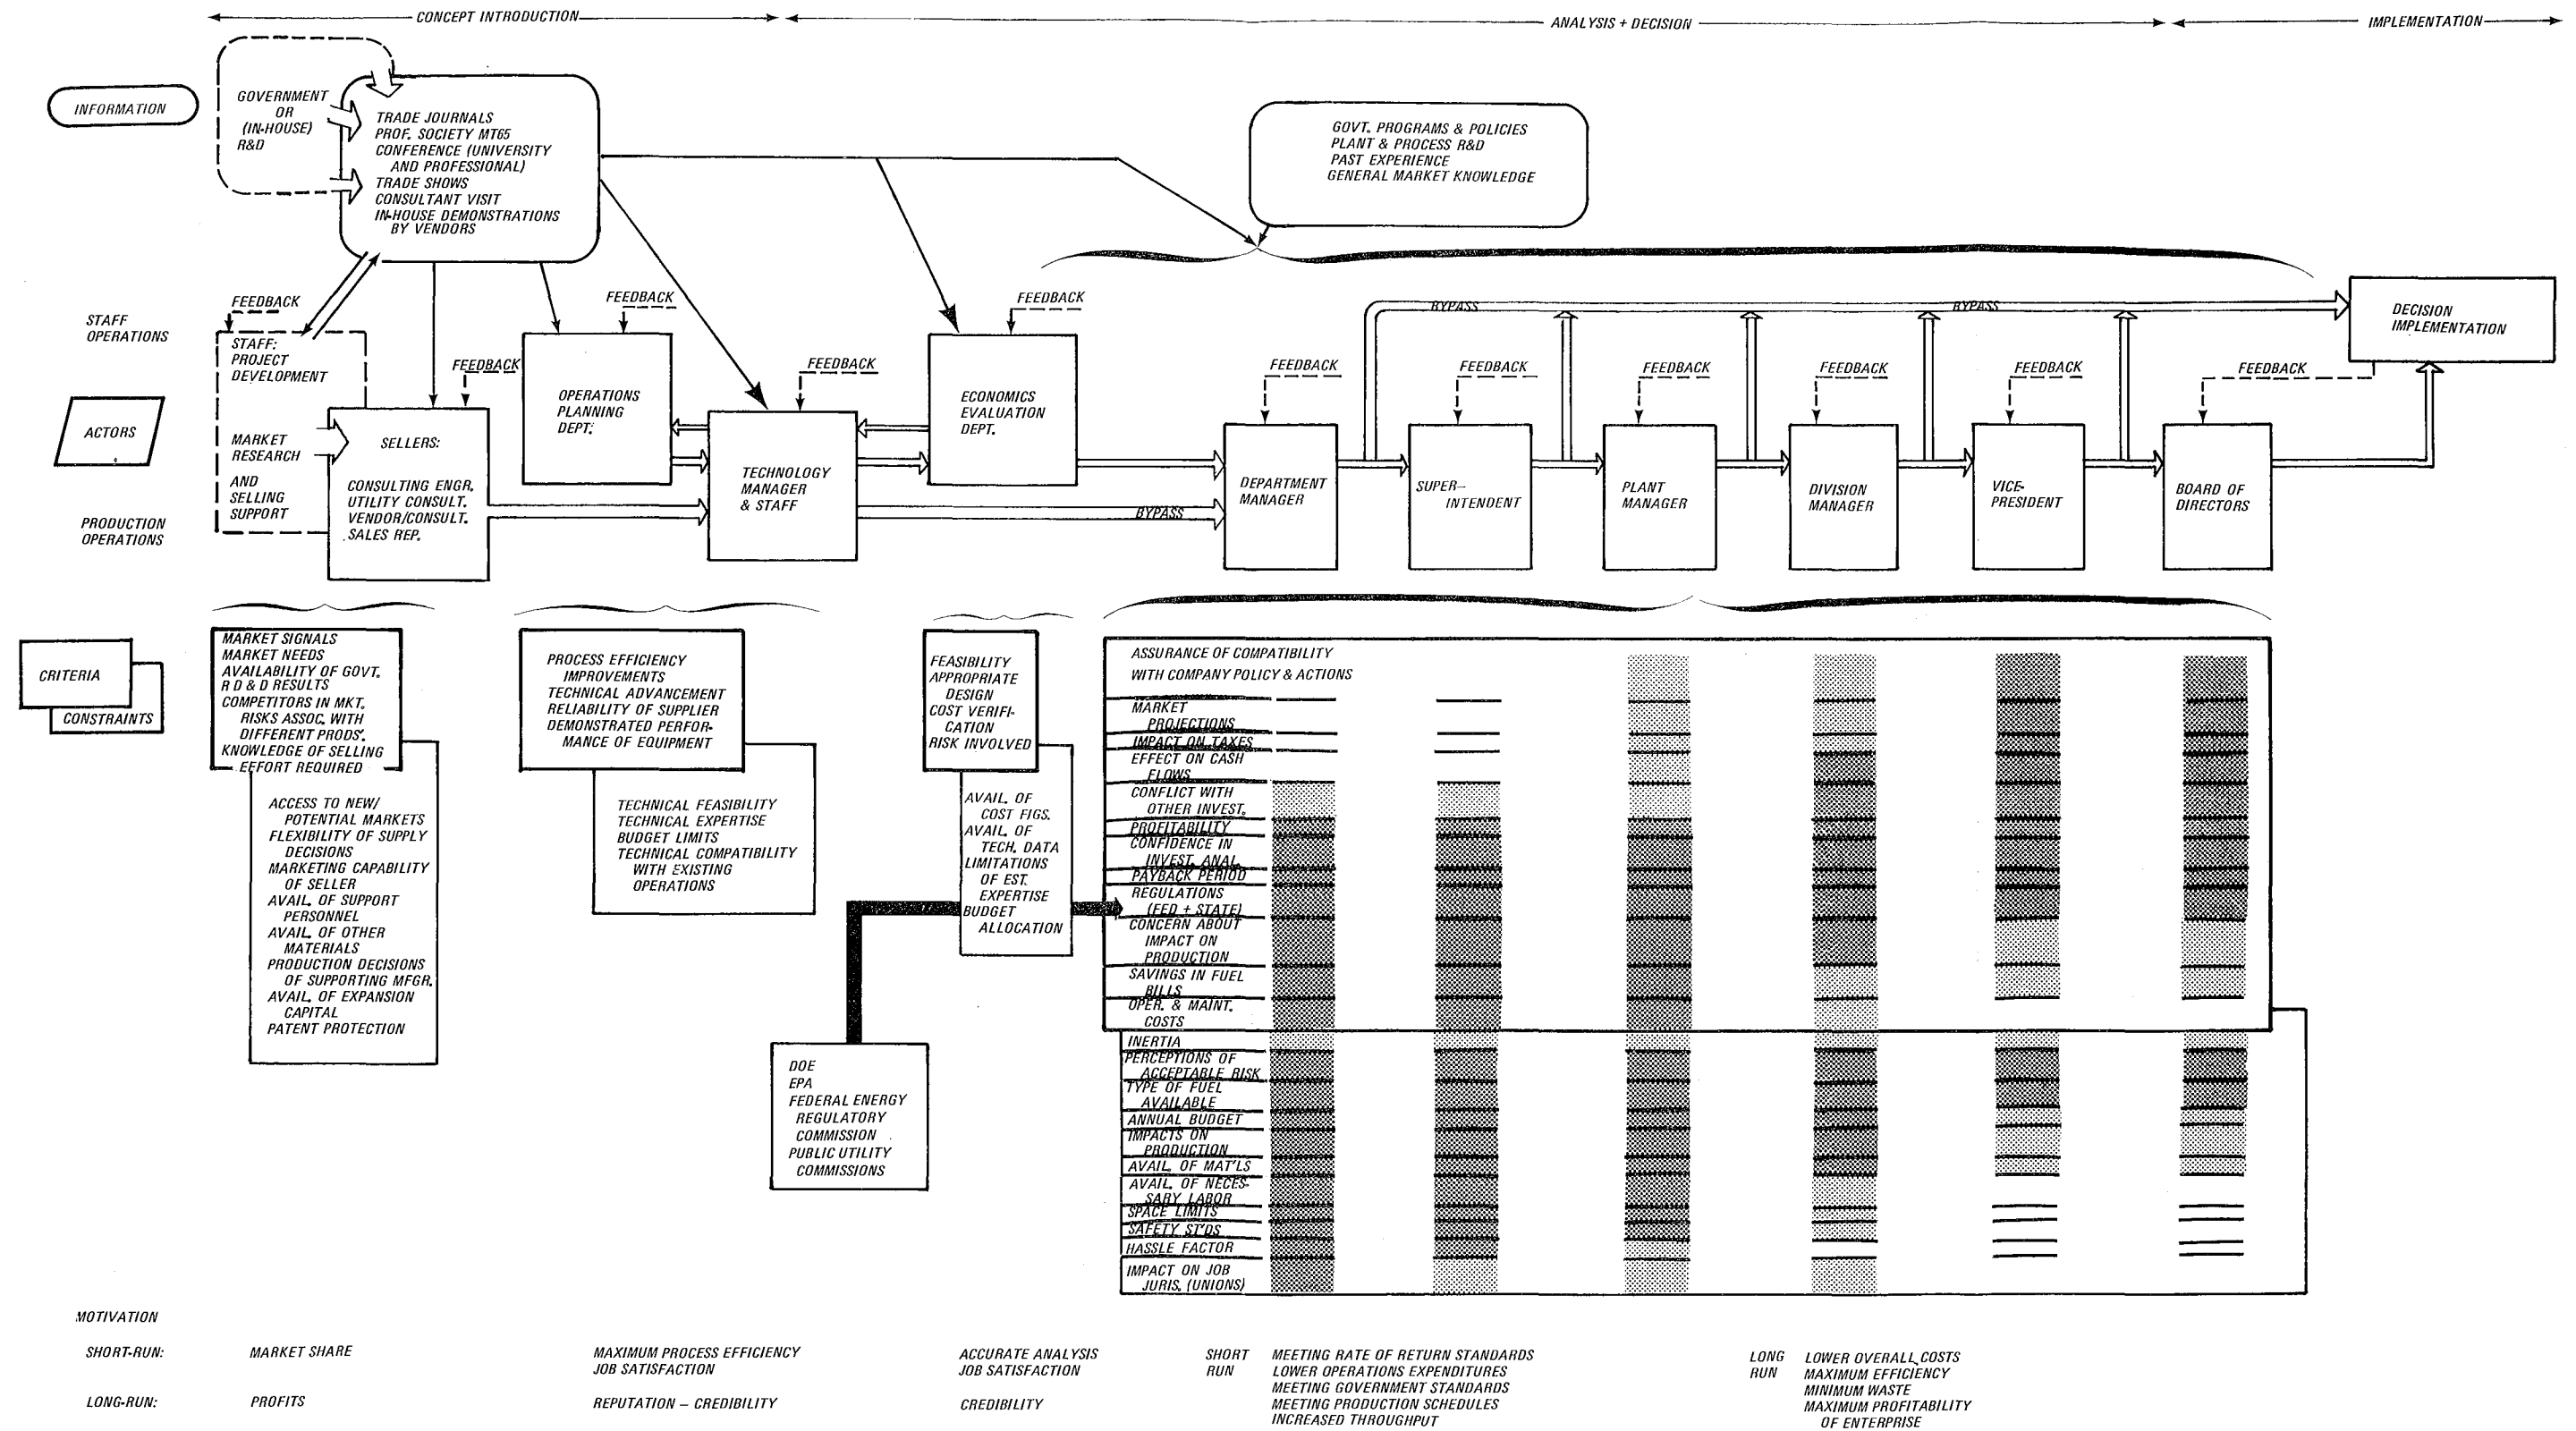 CONCEPT INTRODUCTION
ANALYSIS + DECISION
IMPLEMENTATION
INFORMATION
GOVERNMENT
OR
(IN-HOUSE)
R&D
TRADE JOURNALS
PROF. SOCIETY MT65
CONFERENCE (UNIVERSITY
AND PROFESSIONAL)
TRADE SHOWS
CONSULTANT VISIT
IN-HOUSE DEMONSTRATIONS
BY VENDORS
GOVT. PROGRAMS & POLICIES
PLANT & PROCESS R&D
PAST EXPERIENCE
GENERAL MARKET KNOWLEDGE
STAFF
OPERATIONS
ACTORS
PRODUCTION
OPERATIONS
FEEDBACK
STAFF:
PROJECT
DEVELOPMENT
MARKET
RESEARCH
AND
SELLING
SUPPORT
FEEDBACK
SELLERS:
CONSULTING ENGR.
UTILITY CONSULT.
VENDOR/CONSULT.
SALES REP.
FEEDBACK
OPERATIONS
PLANNING
DEPT.
FEEDBACK
TECHNOLOGY
MANAGER
& STAFF
FEEDBACK
ECONOMICS
EVALUATION
DEPT.
BYPASS
FEEDBACK
DEPARTMENT
MANAGER
BYPASS
FEEDBACK
SUPER-
INTENDENT
FEEDBACK
PLANT
MANAGER
FEEDBACK
DIVISION
MANAGER
BYPASS
FEEDBACK
VICE-
PRESIDENT
FEEDBACK
BOARD OF
DIRECTORS
DECISION
IMPLEMENTATION
CRITERIA
CONSTRAINTS
MARKET SIGNALS
MARKET NEEDS
AVAILABILITY OF GOVT.
R D & D RESULTS
COMPETITORS IN MKT.
RISKS ASSOC. WITH
DIFFERENT PRODS.
KNOWLEDGE OF SELLING
EFFORT REQUIRED
ACCESS TO NEW/
POTENTIAL MARKETS
FLEXIBILITY OF SUPPLY
DECISIONS
MARKETING CAPABILITY
OF SELLER
AVAIL. OF SUPPORT
PERSONNEL
AVAIL. OF OTHER
MATERIALS
PRODUCTION DECISIONS
OF SUPPORTING MFGR.
AVAIL. OF EXPANSION
CAPITAL
PATENT PROTECTION
PROCESS EFFICIENCY
IMPROVEMENTS
TECHNICAL ADVANCEMENT
RELIABILITY OF SUPPLIER
DEMONSTRATED PERFOR-
MANCE OF EQUIPMENT
TECHNICAL FEASIBILITY
TECHNICAL EXPERTISE
BUDGET LIMITS
TECHNICAL COMPATIBILITY
WITH EXISTING
OPERATIONS
FEASIBILITY
APPROPRIATE
DESIGN
COST VERIFI-
CATION
RISK INVOLVED
AVAIL. OF
COST FIGS.
AVAIL. OF
TECH. DATA
LIMITATIONS
OF EST.
EXPERTISE
BUDGET
ALLOCATION
DOE
EPA
FEDERAL ENERGY
REGULATORY
COMMISSION
PUBLIC UTILITY
COMMISSIONS
ASSURANCE OF COMPATIBILITY
WITH COMPANY POLICY & ACTIONS
MARKET
PROJECTIONS
IMPACT ON TAXES
EFFECT ON CASH
FLOWS
CONFLICT WITH
OTHER INVEST.
PROFITABILITY
CONFIDENCE IN
INVEST. ANAL.
PAYBACK PERIOD
REGULATIONS
(FED + STATE)
CONCERN ABOUT
IMPACT ON
PRODUCTION
SAVINGS IN FUEL
BILLS
OPER. & MAINT.
COSTS
INERTIA
PERCEPTIONS OF
ACCEPTABLE RISK
TYPE OF FUEL
AVAILABLE
ANNUAL BUDGET
IMPACTS ON
PRODUCTION
AVAIL. OF MAT'LS
AVAIL. OF NECES-
SARY LABOR
SPACE LIMITS
SAFETY ST'DS
HASSLE FACTOR
IMPACT ON JOB
JURIS. (UNIONS)
MOTIVATION
SHORT-RUN:
MARKET SHARE
MAXIMUM PROCESS EFFICIENCY
JOB SATISFACTION
ACCURATE ANALYSIS
JOB SATISFACTION
LONG-RUN:
PROFITS
REPUTATION – CREDIBILITY
CREDIBILITY
SHORT
RUN
MEETING RATE OF RETURN STANDARDS
LOWER OPERATIONS EXPENDITURES
MEETING GOVERNMENT STANDARDS
MEETING PRODUCTION SCHEDULES
INCREASED THROUGHPUT
LONG
RUN
LOWER OVERALL COSTS
MAXIMUM EFFICIENCY
MINIMUM WASTE
MAXIMUM PROFITABILITY
OF ENTERPRISE